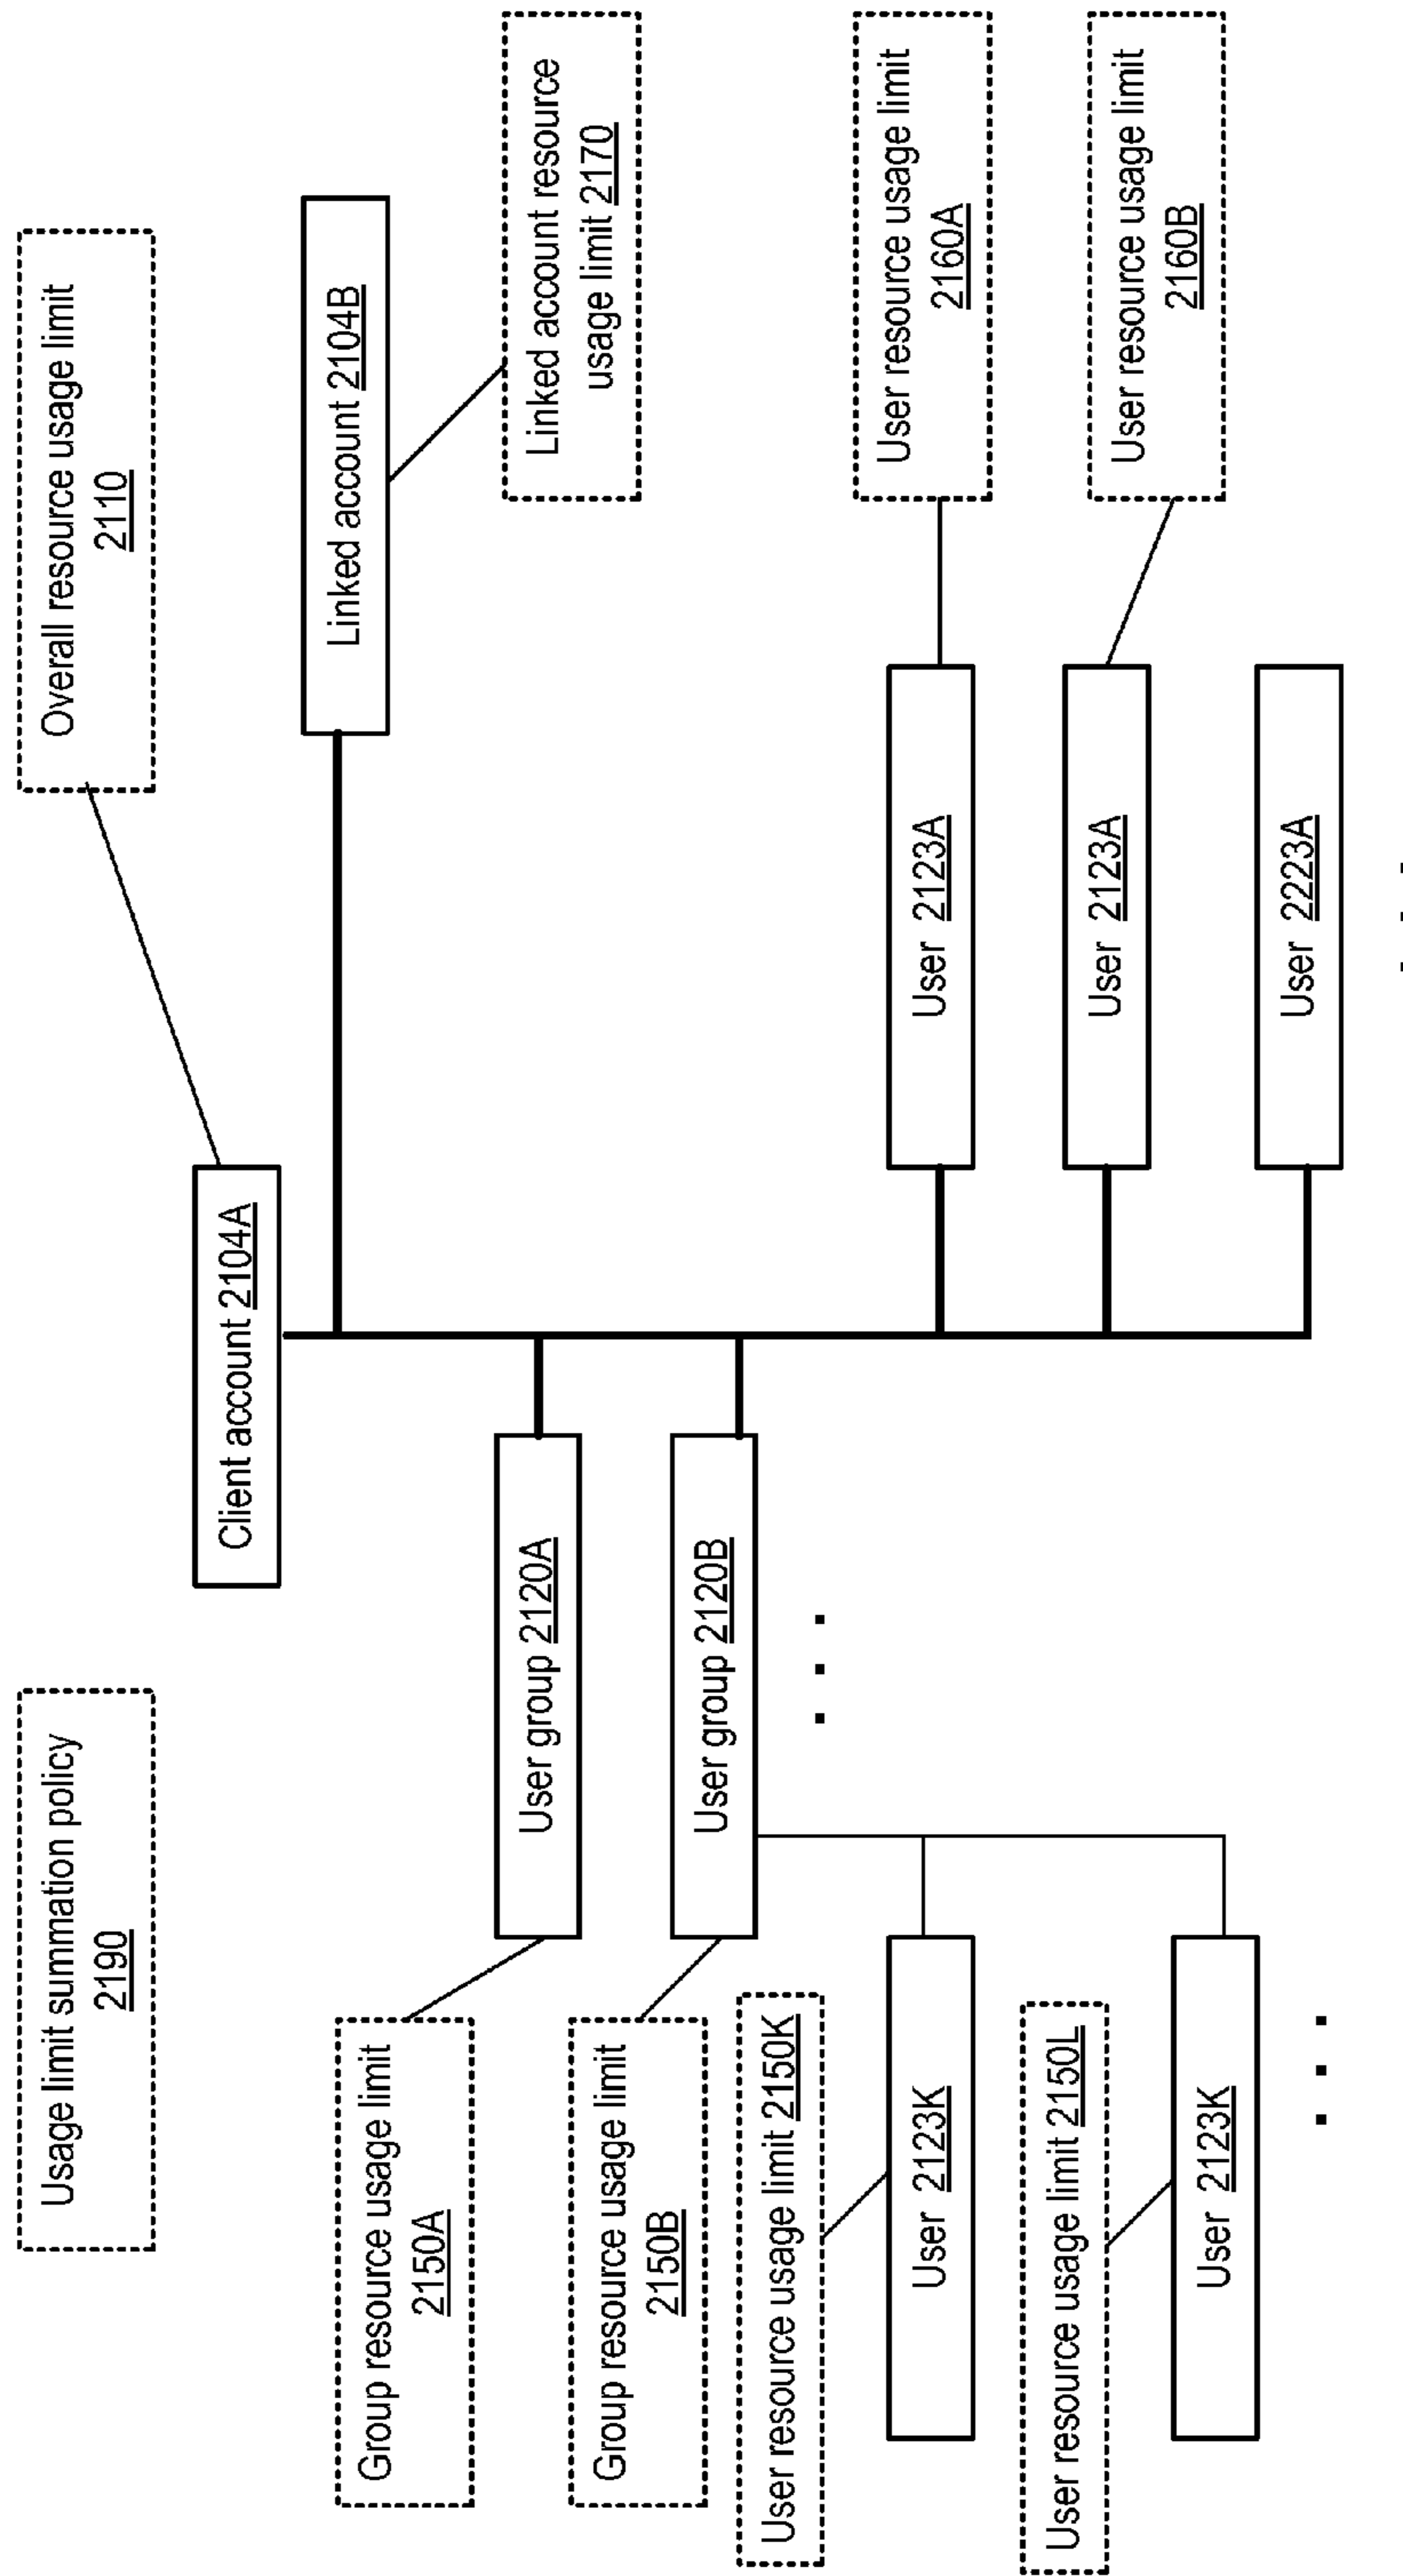 Usage limit summation policy
2190
Overall resource usage limit
2110
Client account 2104A
Linked account 2104B
Linked account resource
usage limit 2170
Group resource usage limit
2150A
User group 2120A
Group resource usage limit
2150B
User group 2120B
. . .
User resource usage limit 2150K
User 2123K
User resource usage limit 2150L
User 2123K
. . .
User 2123A
User resource usage limit
2160A
User 2123A
User resource usage limit
2160B
User 2223A